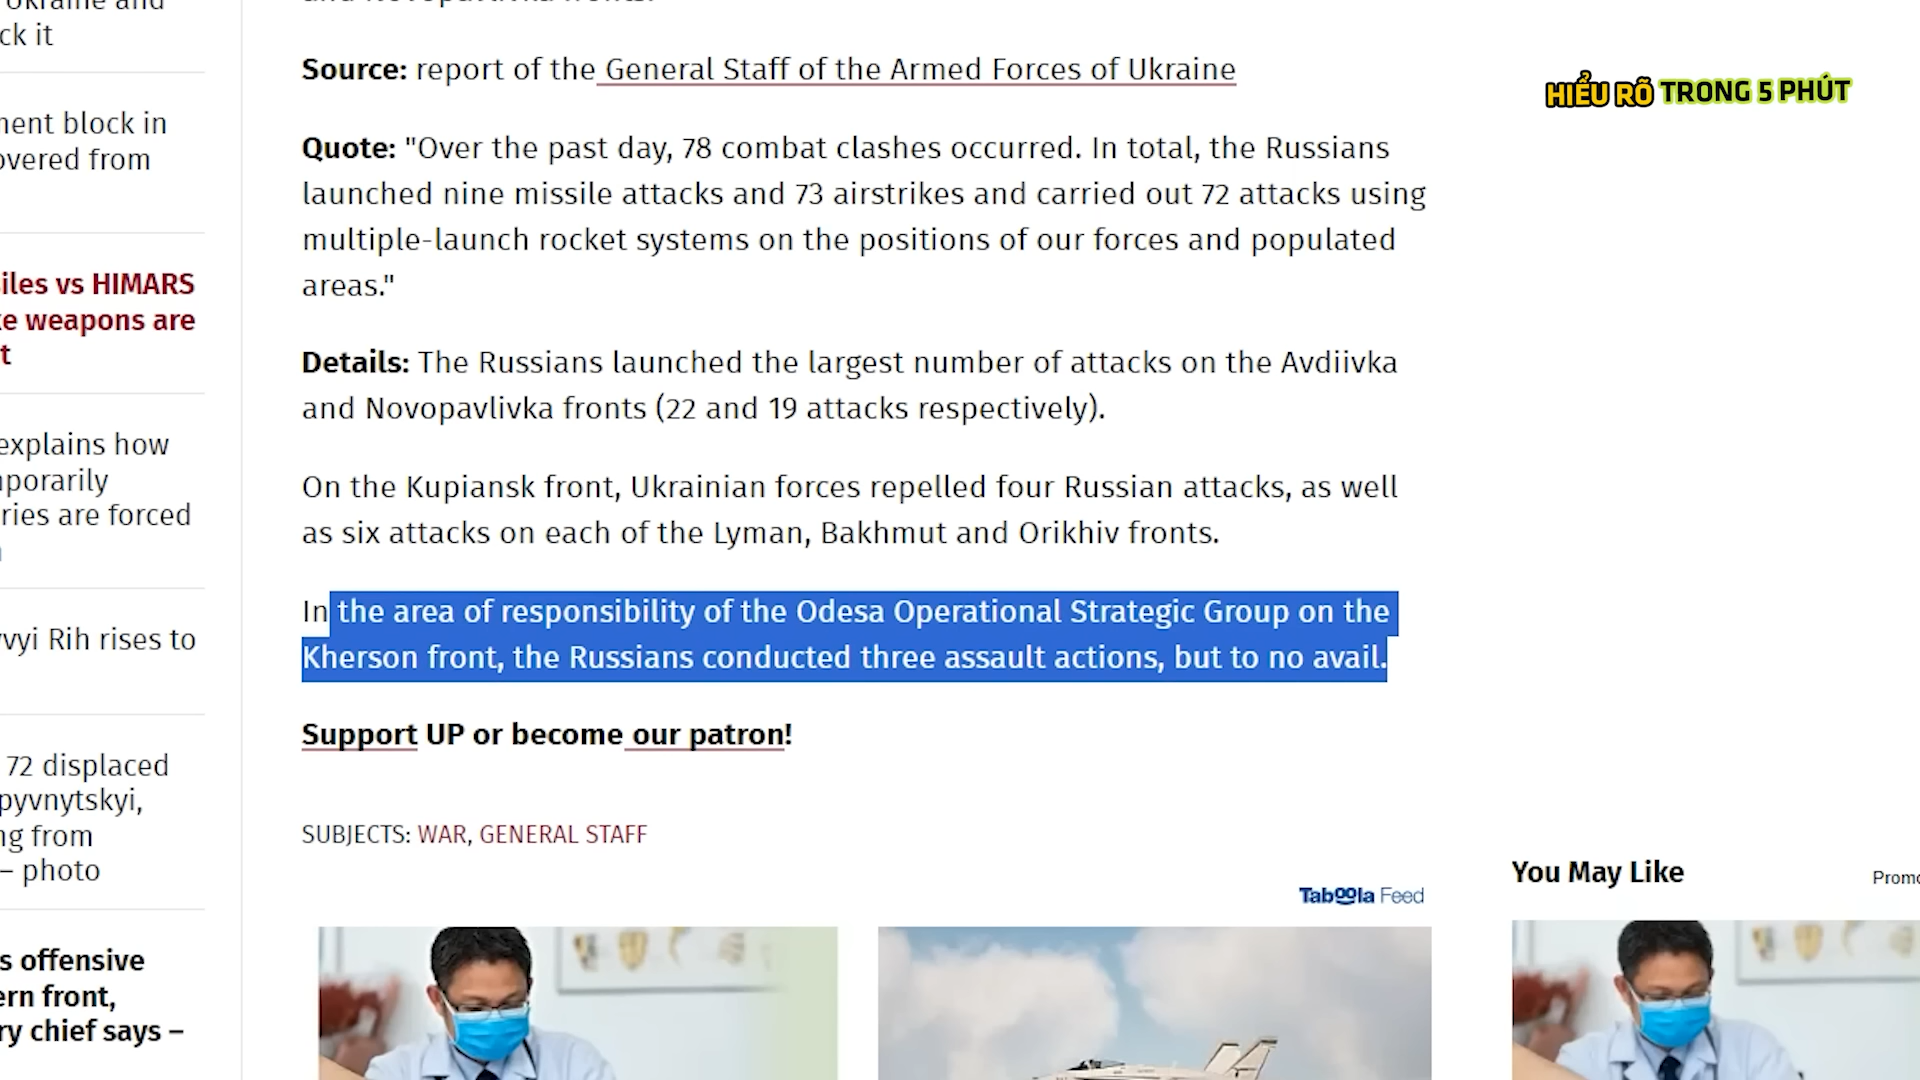 ck it
ment block in
overed from
iles vs HIMARS
ke weapons are
t
explains how
mporarily
ries are forced
vyi Rih rises to
72 displaced
pyvnytskyi,
ng from
– photo
s offensive
ern front,
ry chief says –
Source: report of the General Staff of the Armed Forces of Ukraine
Quote: "Over the past day, 78 combat clashes occurred. In total, the Russians
launched nine missile attacks and 73 airstrikes and carried out 72 attacks using
multiple-launch rocket systems on the positions of our forces and populated
areas."
Details: The Russians launched the largest number of attacks on the Avdiivka
and Novopavlivka fronts (22 and 19 attacks respectively).
On the Kupiansk front, Ukrainian forces repelled four Russian attacks, as well
as six attacks on each of the Lyman, Bakhmut and Orikhiv fronts.
In the area of responsibility of the Odesa Operational Strategic Group on the
Kherson front, the Russians conducted three assault actions, but to no avail.
Support UP or become our patron!
SUBJECTS: WAR, GENERAL STAFF
Taboola Feed
HIỂU RÕ TRONG 5 PHÚT
You May Like
Promo